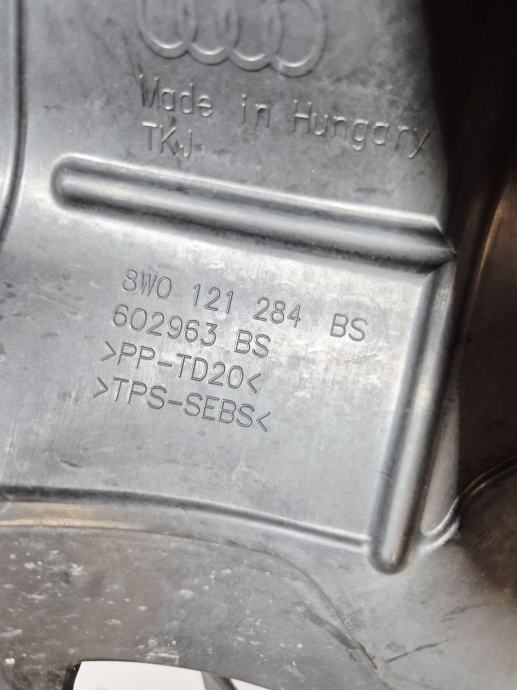 Made in Hungary
TKJ
8W0 121 284 BS
602963 BS
>PP-TD20<
>TPS-SEBS<